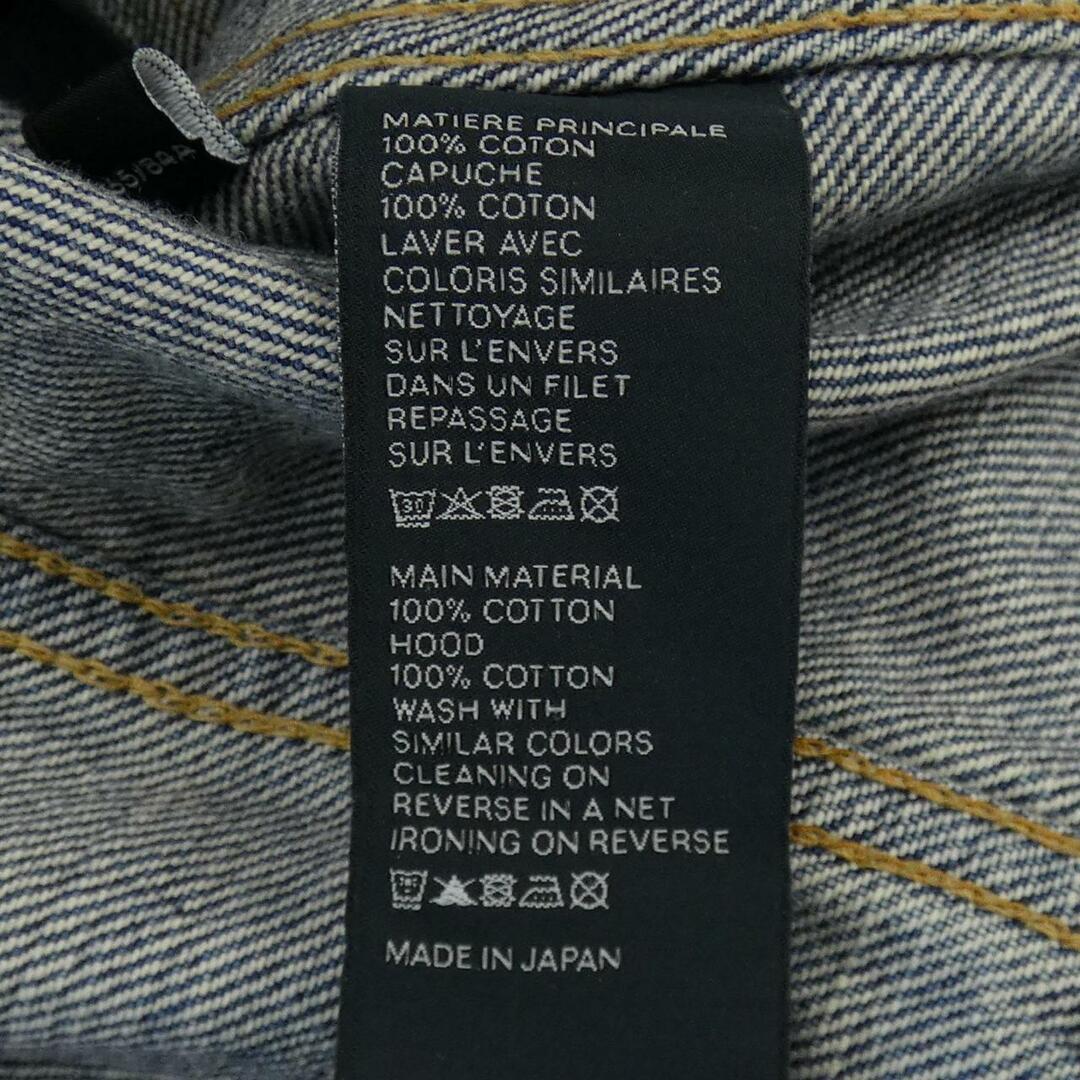 MATIERE PRINCIPALE
100% COTON
CAPUCHE
100% COTON
LAVER AVEC
COLORIS SIMILAIRES
NETTOYAGE
SUR L'ENVERS
DANS UN FILET
REPASSAGE
SUR L'ENVERS
30
MAIN MATERIAL
100% COTTON
HOOD
100% COTTON
WASH WITH
SIMILAR COLORS
CLEANING ON
REVERSE IN A NET
IRONING ON REVERSE
MADE IN JAPAN